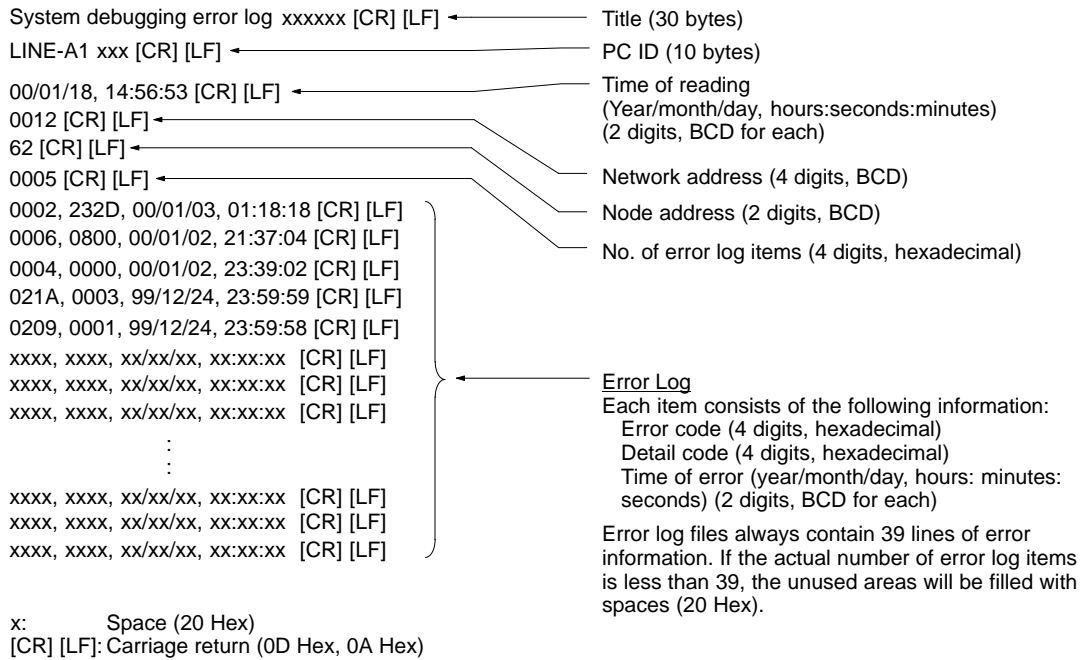 System debugging error log xxxxxx [CR] [LF]
Title (30 bytes)
LINE-A1 xxx [CR] [LF]
PC ID (10 bytes)
00/01/18, 14:56:53 [CR] [LF]
Time of reading
(Year/month/day, hours:seconds:minutes)
(2 digits, BCD for each)
0012 [CR] [LF]
62 [CR] [LF]
0005 [CR] [LF]
Network address (4 digits, BCD)
Node address (2 digits, BCD)
No. of error log items (4 digits, hexadecimal)
0002, 232D, 00/01/03, 01:18:18 [CR] [LF]
0006, 0800, 00/01/02, 21:37:04 [CR] [LF]
0004, 0000, 00/01/02, 23:39:02 [CR] [LF]
021A, 0003, 99/12/24, 23:59:59 [CR] [LF]
0209, 0001, 99/12/24, 23:59:58 [CR] [LF]
xxxx, xxxx, xx/xx/xx, xx:xx:xx [CR] [LF]
xxxx, xxxx, xx/xx/xx, xx:xx:xx [CR] [LF]
xxxx, xxxx, xx/xx/xx, xx:xx:xx [CR] [LF]
:
:
xxxx, xxxx, xx/xx/xx, xx:xx:xx [CR] [LF]
xxxx, xxxx, xx/xx/xx, xx:xx:xx [CR] [LF]
xxxx, xxxx, xx/xx/xx, xx:xx:xx [CR] [LF]
Error Log
Each item consists of the following information:
Error code (4 digits, hexadecimal)
Detail code (4 digits, hexadecimal)
Time of error (year/month/day, hours: minutes:
seconds) (2 digits, BCD for each)
Error log files always contain 39 lines of error
information. If the actual number of error log items
is less than 39, the unused areas will be filled with
spaces (20 Hex).
x: Space (20 Hex)
[CR] [LF]: Carriage return (0D Hex, 0A Hex)